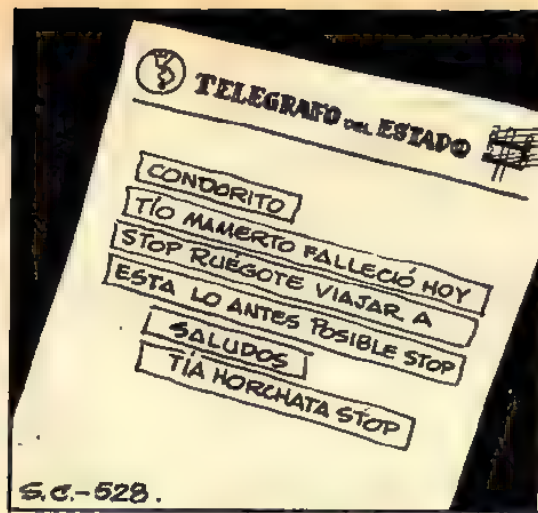 TELEGRAFO DEL ESTADO
CONDORITO
TÍO MAMERTO FALLECIÓ HOY
STOP RUÉGOTE VIAJAR A
ESTA LO ANTES POSIBLE STOP
SALUDOS
TÍA HORCHATA STOP
S.C.-528.